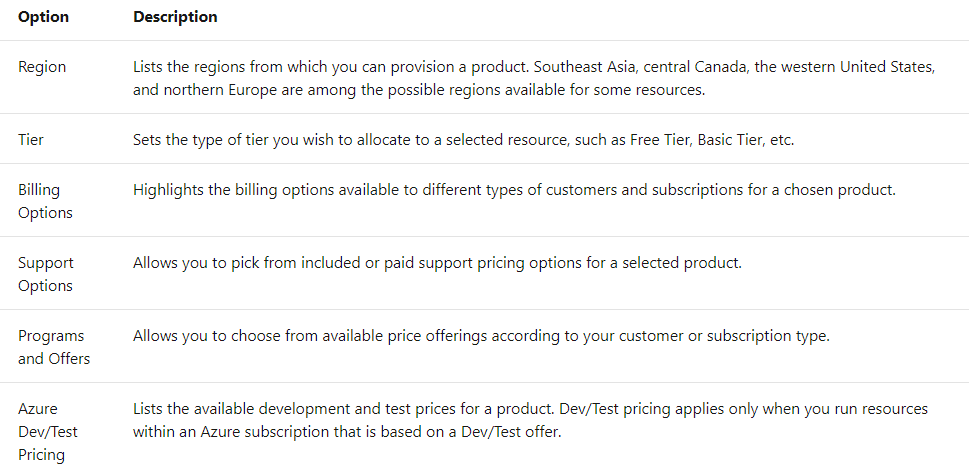 Option Description
Region Lists the regions from which you can provision a product. Southeast Asia, central Canada, the western United States,
and northern Europe are among the possible regions available for some resources.
Tier Sets the type of tier you wish to allocate to a selected resource, such as Free Tier, Basic Tier, etc.
Billing Highlights the billing options available to different types of customers and subscriptions for a chosen product.
Options
Support Allows you to pick from included or paid support pricing options for a selected product.
Options
Programs Allows you to choose from available price offerings according to your customer or subscription type.
and Offers
Azure Lists the available development and test prices for a product. Dev/Test pricing applies only when you run resources
Dev/Test within an Azure subscription that is based on a Dev/Test offer.
Pricing